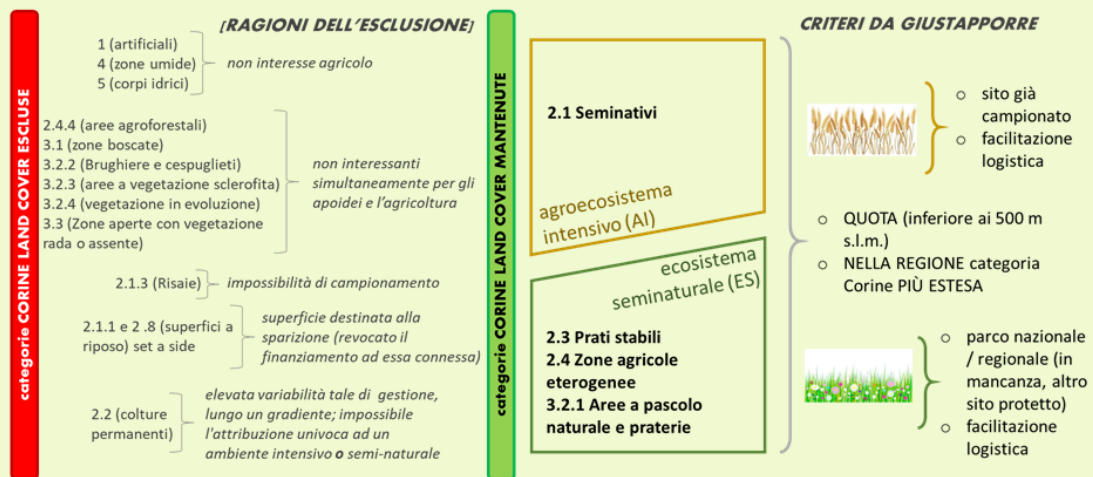 categorie CORINE LAND COVER ESCLUSE
[RAGIONI DELL'ESCLUSIONE]
1 (artificiali)
4 (zone umide)
5 (corpi idrici)
non interesse agricolo
2.4.4 (aree agroforestali)
3.1 (zone boscate)
3.2.2 (Brughiere e cespuglieti)
3.2.3 (aree a vegetazione sclerofita)
3.2.4 (vegetazione in evoluzione)
3.3 (Zone aperte con vegetazione
rada o assente)
non interessanti
simultaneamente per gli
apoidei e l'agricoltura
2.1.3 (Risaie)
impossibilità di campionamento
2.1.1 e 2 .8 (superfici a
riposo) set a side
superficie destinata alla
sparizione (revocato il
finanziamento ad essa connessa)
2.2 (colture
permanenti)
elevata variabilità tale di gestione,
lungo un gradiente; impossibile
l'attribuzione univoca ad un
ambiente intensivo o semi-naturale
categorie CORINE LAND COVER MANTENUTE
2.1 Seminativi
agroecosistema
intensivo (AI)
ecosistema
seminaturale (ES)
2.3 Prati stabili
2.4 Zone agricole
eterogenee
3.2.1 Aree a pascolo
naturale e praterie
CRITERI DA GIUSTAPPORRE
o sito già
campionato
o facilitazione
logistica
o QUOTA (inferiore ai 500 m
s.l.m.)
o NELLA REGIONE categoria
Corine PIÙ ESTESA
o parco nazionale
/ regionale (in
mancanza, altro
sito protetto)
o facilitazione
logistica